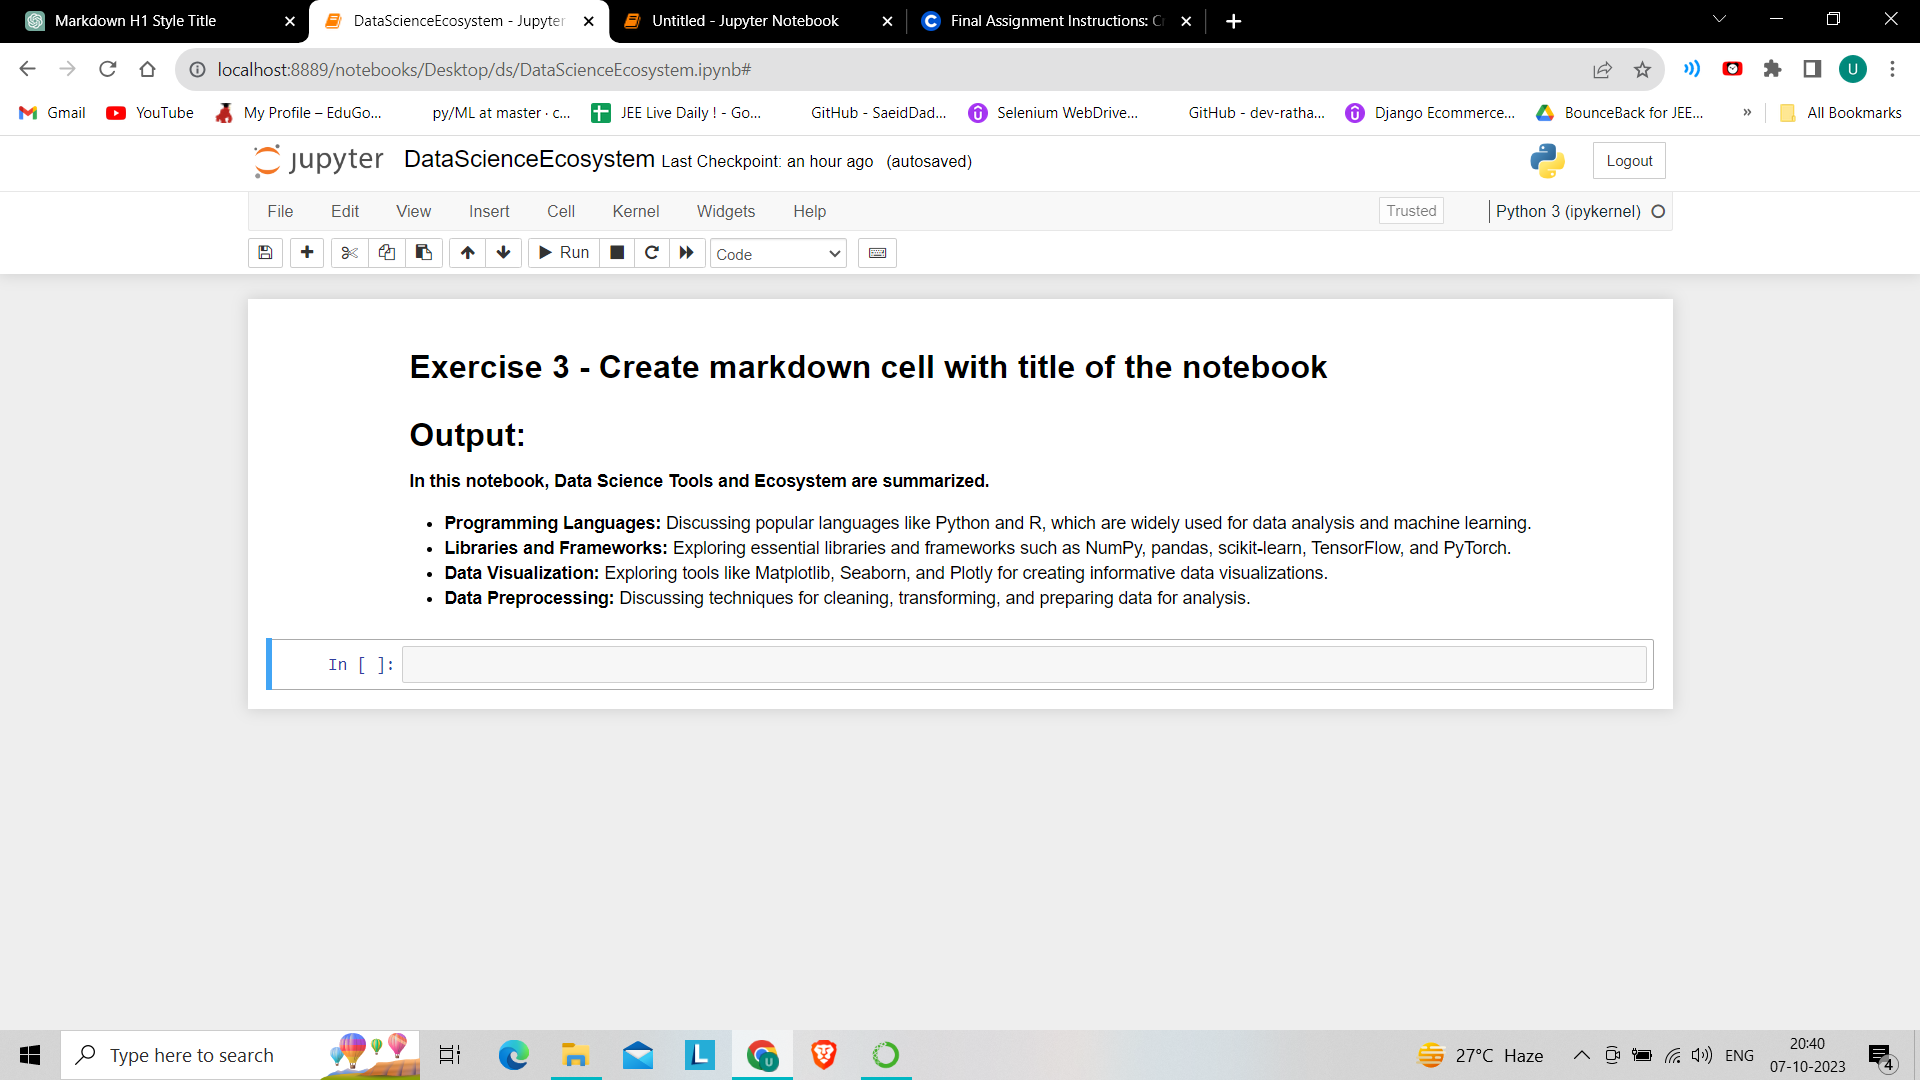 Markdown H1 Style Title
DataScienceEcosystem - Jupyter
Untitled - Jupyter Notebook
Final Assignment Instructions: C
localhost:8889/notebooks/Desktop/ds/DataScienceEcosystem.ipynb#
U
Gmail
YouTube
My Profile – EduGo...
py/ML at master · c...
JEE Live Daily ! - Go...
GitHub - SaeidDad...
Selenium WebDrive...
GitHub - dev-ratha...
Django Ecommerce...
BounceBack for JEE...
»
All Bookmarks
jupyter DataScienceEcosystem Last Checkpoint: an hour ago (autosaved)
Logout
File Edit View Insert Cell Kernel Widgets Help
Trusted
Python 3 (ipykernel)
Run
Code
Exercise 3 - Create markdown cell with title of the notebook
Output:
In this notebook, Data Science Tools and Ecosystem are summarized.
• Programming Languages: Discussing popular languages like Python and R, which are widely used for data analysis and machine learning.
• Libraries and Frameworks: Exploring essential libraries and frameworks such as NumPy, pandas, scikit-learn, TensorFlow, and PyTorch.
• Data Visualization: Exploring tools like Matplotlib, Seaborn, and Plotly for creating informative data visualizations.
• Data Preprocessing: Discussing techniques for cleaning, transforming, and preparing data for analysis.
In [ ]:
Type here to search
L
U
27°C Haze
ENG
20:40
07-10-2023
4